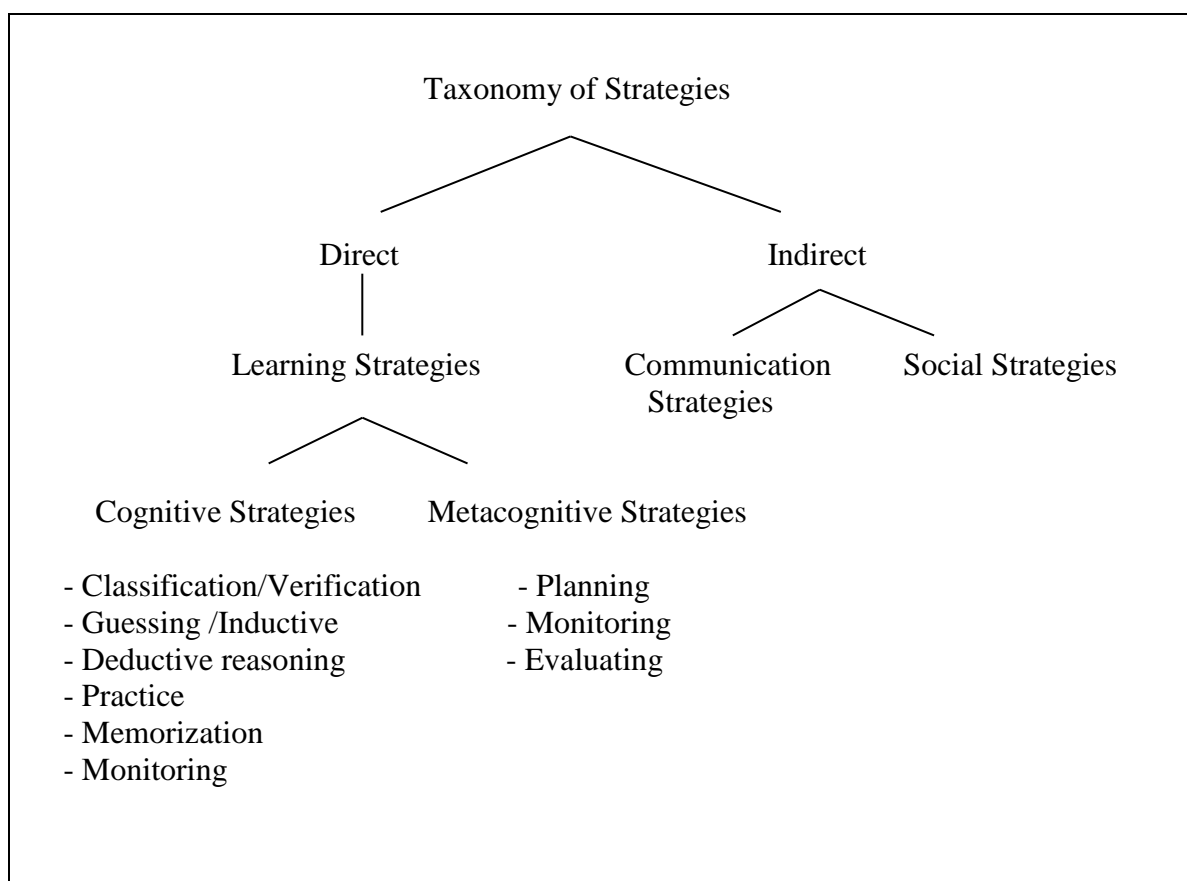 Taxonomy of Strategies
Direct
Indirect
Learning Strategies
Communication
Strategies
Social Strategies
Cognitive Strategies
Metacognitive Strategies
- Classification/Verification
- Guessing /Inductive
- Deductive reasoning
- Practice
- Memorization
- Monitoring
- Planning
- Monitoring
- Evaluating